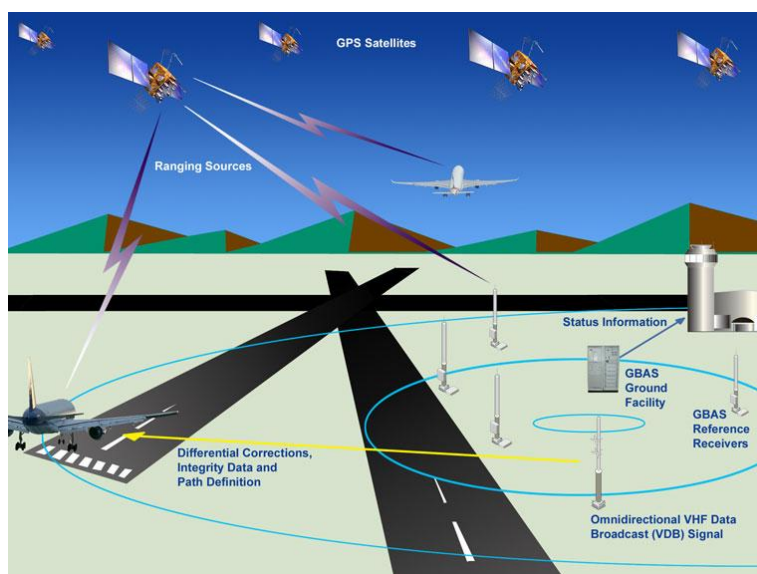 GPS Satellites
Ranging Sources
Status Information
GBAS
Ground
Facility
GBAS
Reference
Receivers
Differential Corrections,
Integrity Data and
Path Definition
Omnidirectional VHF Data
Broadcast (VDB) Signal